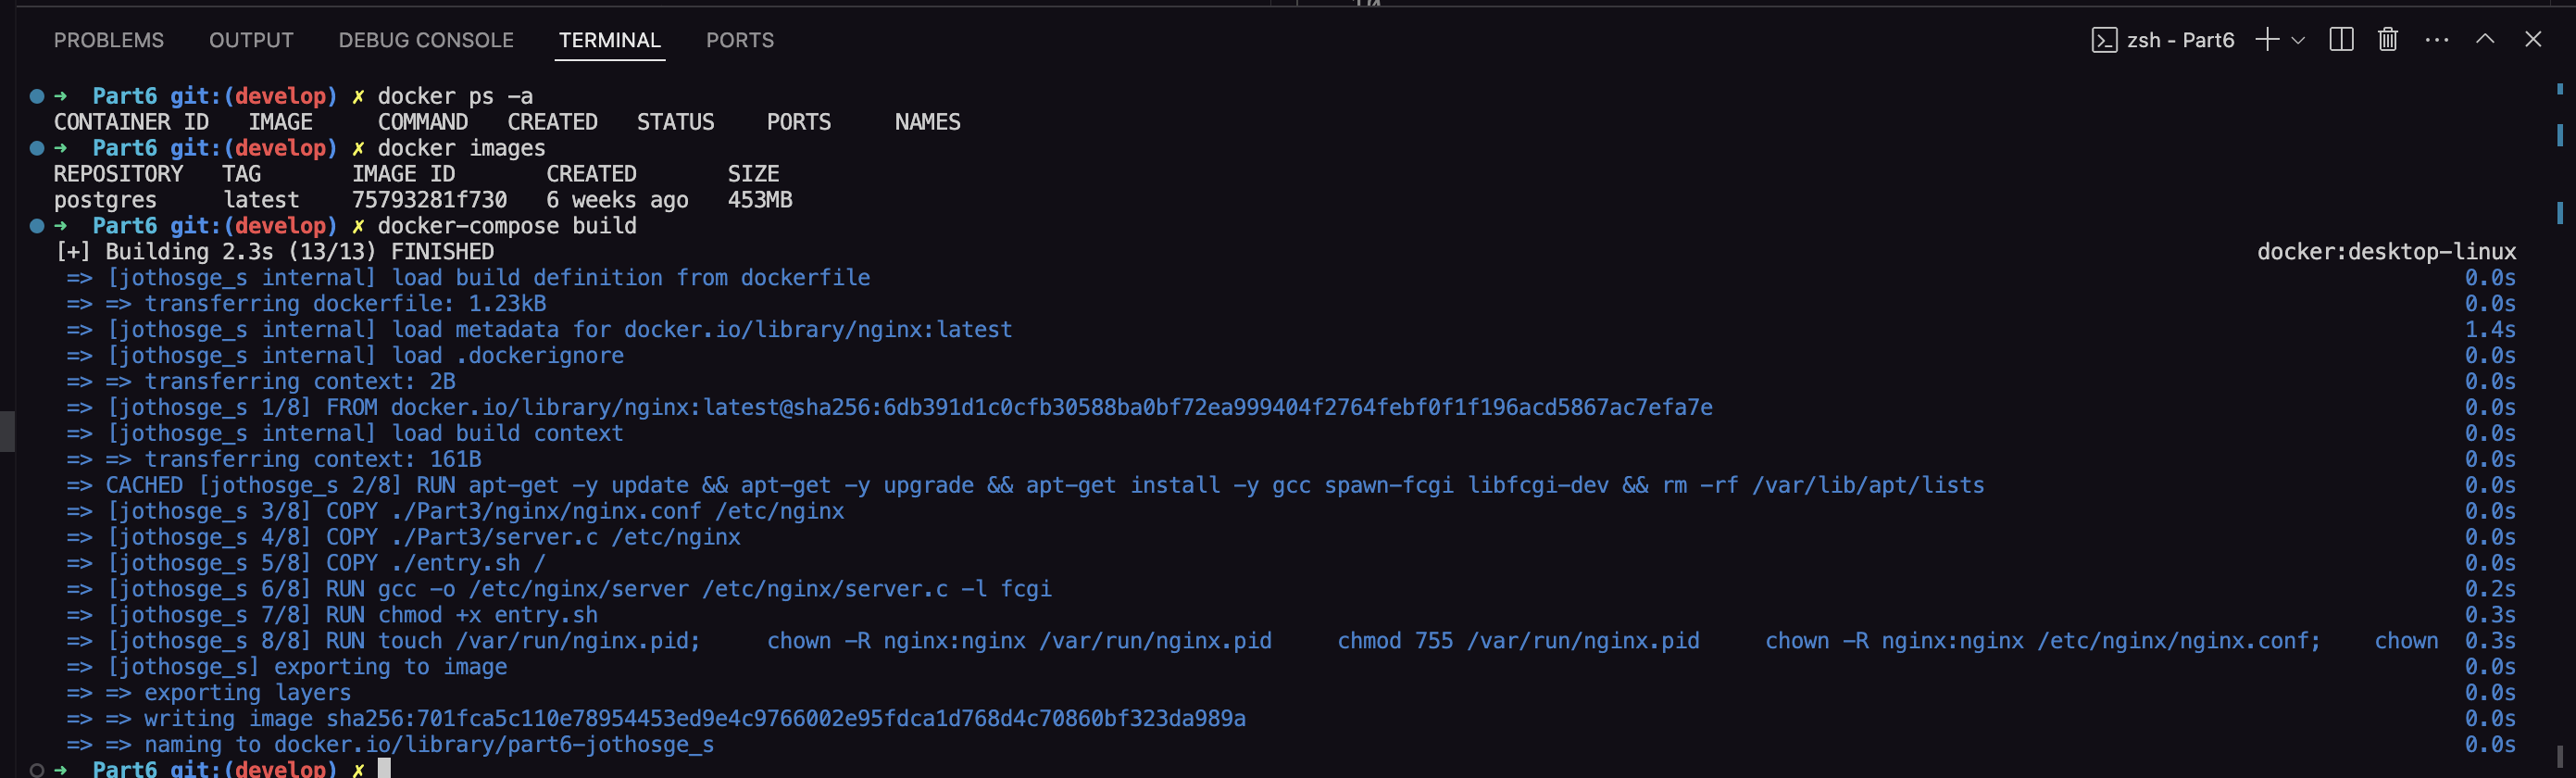 PROBLEMS OUTPUT DEBUG CONSOLE TERMINAL PORTS zsh - Part6
➜ Part6 git:(develop) ✗ docker ps -a
CONTAINER ID IMAGE COMMAND CREATED STATUS PORTS NAMES
➜ Part6 git:(develop) ✗ docker images
REPOSITORY TAG IMAGE ID CREATED SIZE
postgres latest 75793281f730 6 weeks ago 453MB
➜ Part6 git:(develop) ✗ docker-compose build
[+] Building 2.3s (13/13) FINISHED docker:desktop-linux
=> [jothosge_s internal] load build definition from dockerfile 0.0s
=> => transferring dockerfile: 1.23kB 0.0s
=> [jothosge_s internal] load metadata for docker.io/library/nginx:latest 1.4s
=> [jothosge_s internal] load .dockerignore 0.0s
=> => transferring context: 2B 0.0s
=> [jothosge_s 1/8] FROM docker.io/library/nginx:latest@sha256:6db391d1c0cfb30588ba0bf72ea999404f2764febf0f1f196acd5867ac7efa7e 0.0s
=> [jothosge_s internal] load build context 0.0s
=> => transferring context: 161B 0.0s
=> CACHED [jothosge_s 2/8] RUN apt-get -y update && apt-get -y upgrade && apt-get install -y gcc spawn-fcgi libfcgi-dev && rm -rf /var/lib/apt/lists 0.0s
=> [jothosge_s 3/8] COPY ./Part3/nginx/nginx.conf /etc/nginx 0.0s
=> [jothosge_s 4/8] COPY ./Part3/server.c /etc/nginx 0.0s
=> [jothosge_s 5/8] COPY ./entry.sh / 0.0s
=> [jothosge_s 6/8] RUN gcc -o /etc/nginx/server /etc/nginx/server.c -l fcgi 0.2s
=> [jothosge_s 7/8] RUN chmod +x entry.sh 0.3s
=> [jothosge_s 8/8] RUN touch /var/run/nginx.pid; chown -R nginx:nginx /var/run/nginx.pid chmod 755 /var/run/nginx.pid chown -R nginx:nginx /etc/nginx/nginx.conf; chown 0.3s
=> [jothosge_s] exporting to image 0.0s
=> => exporting layers 0.0s
=> => writing image sha256:701fca5c110e78954453ed9e4c9766002e95fdca1d768d4c70860bf323da989a 0.0s
=> => naming to docker.io/library/part6-jothosge_s 0.0s
➜ Part6 git:(develop) ✗